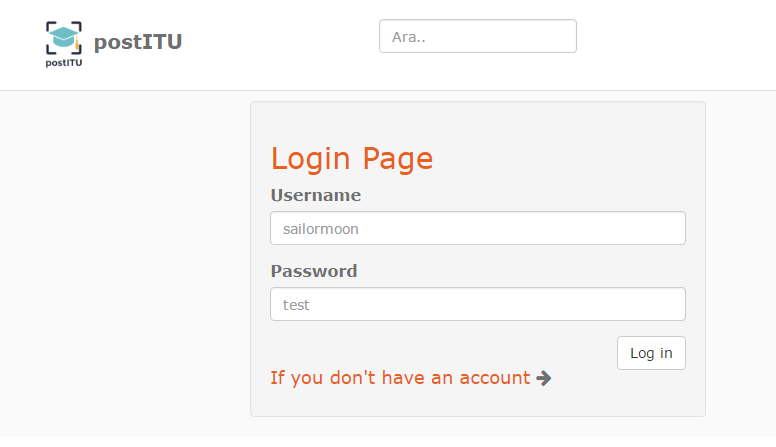 postITU
postITU
Ara..
Login Page
Username
sailormoon
Password
test
Log in
If you don't have an account